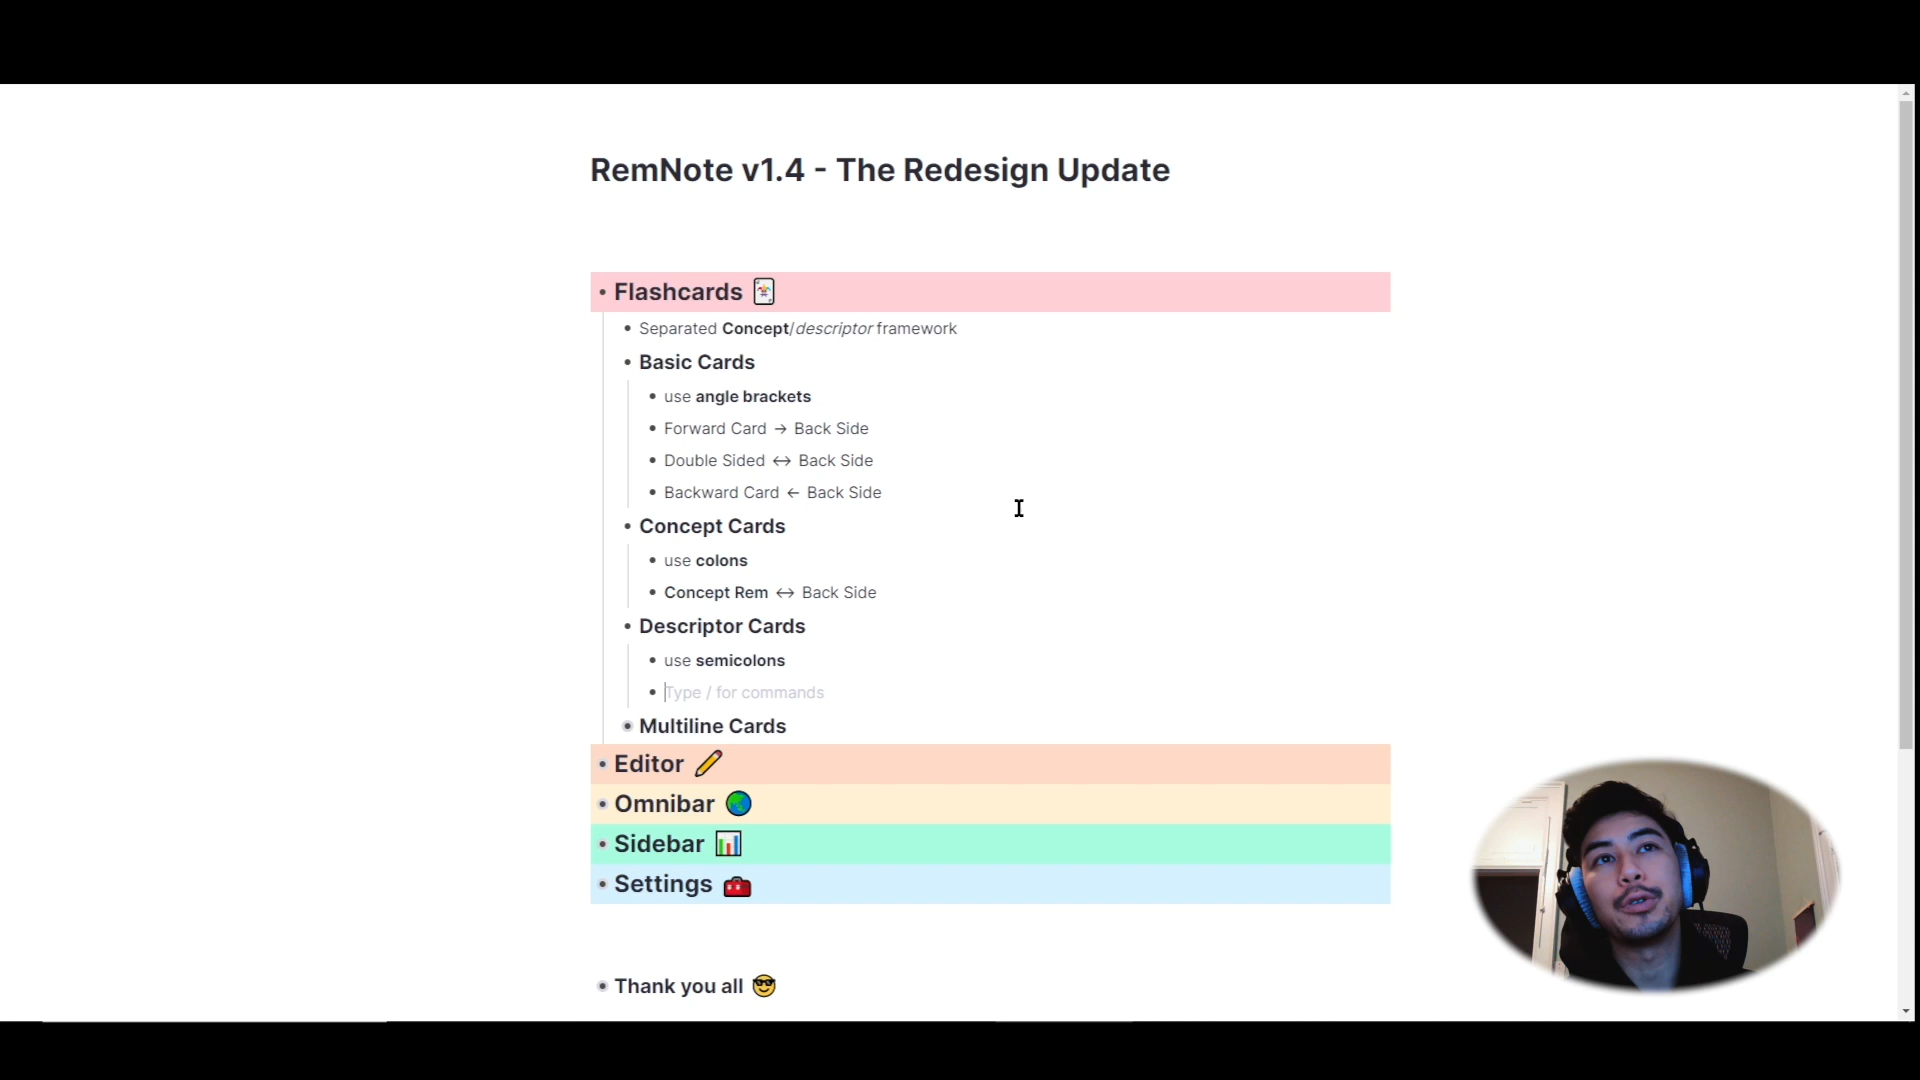 RemNote v1.4 - The Redesign Update
Flashcards
Separated Concept/descriptor framework
Basic Cards
use angle brackets
Forward Card → Back Side
Double Sided ↔ Back Side
Backward Card ← Back Side
Concept Cards
use colons
Concept Rem ↔ Back Side
Descriptor Cards
use semicolons
Type / for commands
Multiline Cards
Editor
Omnibar
Sidebar
Settings
Thank you all